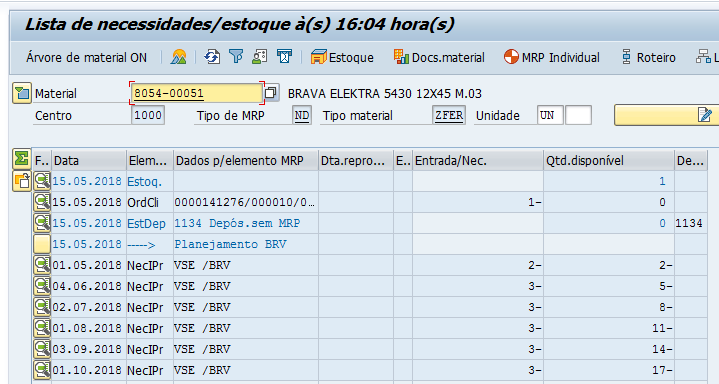 Lista de necessidades/estoque à(s) 16:04 hora(s)
Árvore de material ON Estoque Docs.material MRP Individual Roteiro L
Material 8054-00051 BRAVA ELEKTRA 5430 12X45 M.03
Centro 1000 Tipo de MRP ND Tipo material ZFER Unidade UN
F.. Data Elem... Dados p/elemento MRP Dta.repro... E.. Entrada/Nec. Qtd.disponível De...
15.05.2018 Estoq. 1
15.05.2018 OrdCli 0000141276/000010/0... 1- 0
15.05.2018 EstDep 1134 Depós.sem MRP 0 1134
15.05.2018 -----> Planejamento BRV
01.05.2018 NecIPr VSE /BRV 2- 2-
04.06.2018 NecIPr VSE /BRV 3- 5-
02.07.2018 NecIPr VSE /BRV 3- 8-
01.08.2018 NecIPr VSE /BRV 3- 11-
03.09.2018 NecIPr VSE /BRV 3- 14-
01.10.2018 NecIPr VSE /BRV 3- 17-